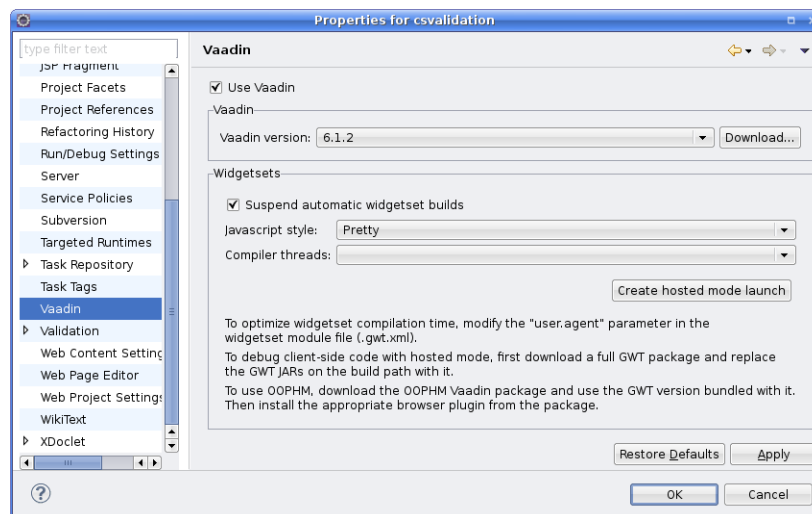 Properties for csvalidation
type filter text
JSP Fragment
Project Facets
Project References
Refactoring History
Run/Debug Settings
Server
Service Policies
Subversion
Targeted Runtimes
Task Repository
Task Tags
Vaadin
Validation
Web Content Setting
Web Page Editor
Web Project Settings
WikiText
XDoclet
Vaadin
Use Vaadin
Vaadin
Vaadin version: 6.1.2 Download...
Widgetsets
Suspend automatic widgetset builds
Javascript style: Pretty
Compiler threads:
Create hosted mode launch
To optimize widgetset compilation time, modify the "user.agent" parameter in the
widgetset module file (.gwt.xml).
To debug client-side code with hosted mode, first download a full GWT package and replace
the GWT JARs on the build path with it.
To use OOPHM, download the OOPHM Vaadin package and use the GWT version bundled with it.
Then install the appropriate browser plugin from the package.
Restore Defaults Apply
? OK Cancel